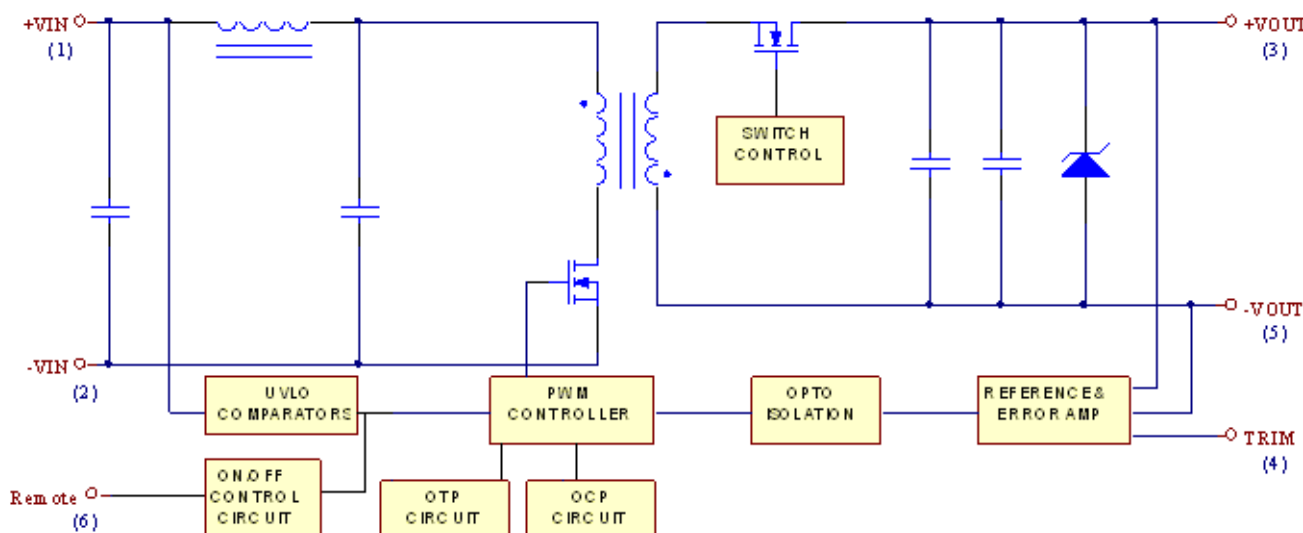 +VIN
(1)
+VOUT
(3)
SWITCH
CONTROL
-VOUT
(5)
-VIN
(2)
UVLO
COMPARATORS
PWM
CONTROLLER
OPTO
ISOLATION
REFERENCE&
ERROR AMP
TRIM
(4)
Remote
(6)
ON/OFF
CONTROL
CIRCUIT
OTP
CIRCUIT
OCP
CIRCUIT